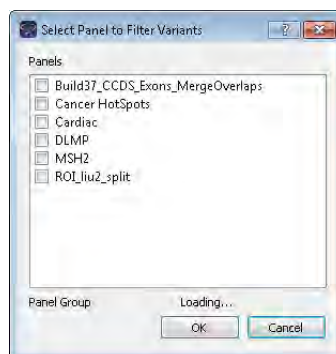 Select Panel to Filter Variants
Panels
Build37_CCDS_Exons_MergeOverlaps
Cancer HotSpots
Cardiac
DLMP
MSH2
ROI_liu2_split
Panel Group Loading...
OK Cancel